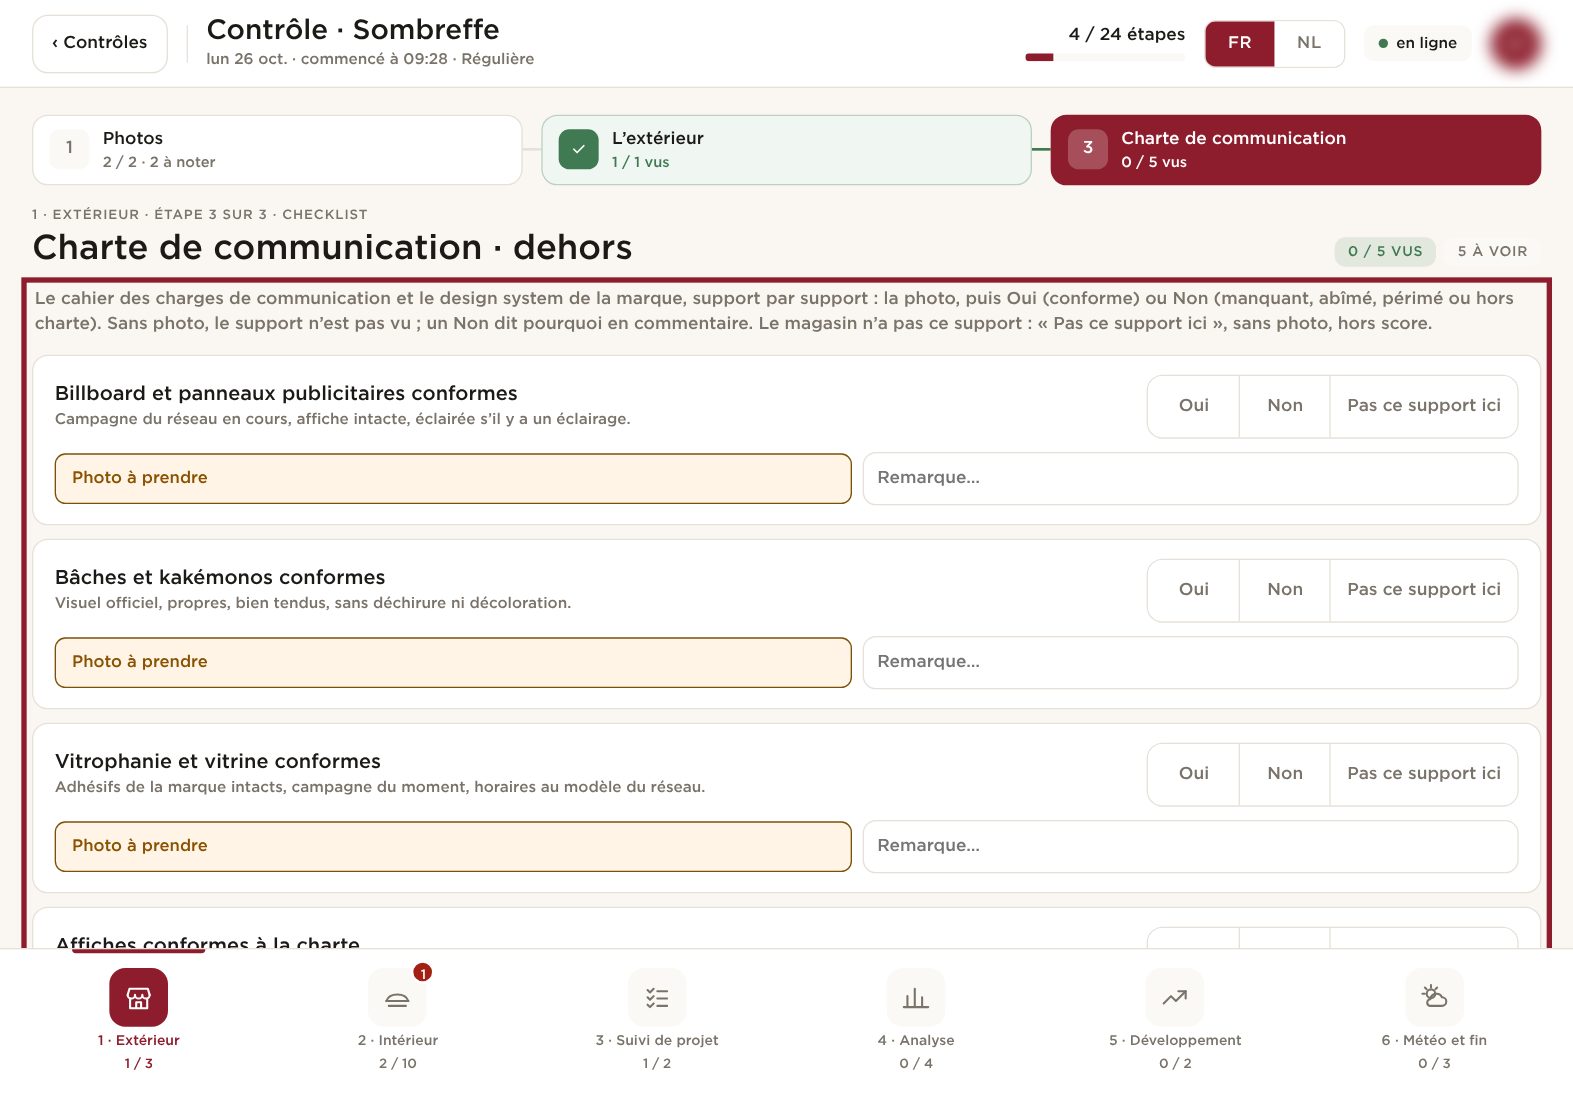 ‹ Contrôles
Contrôle · Sombreffe
lun 26 oct. · commencé à 09:28 · Régulière
4 / 24 étapes
FR
NL
en ligne
1
Photos
2 / 2 · 2 à noter
L’extérieur
1 / 1 vus
3
Charte de communication
0 / 5 vus
1 · EXTÉRIEUR · ÉTAPE 3 SUR 3 · CHECKLIST
Charte de communication · dehors
0 / 5 VUS
5 À VOIR
Le cahier des charges de communication et le design system de la marque, support par support : la photo, puis Oui (conforme) ou Non (manquant, abîmé, périmé ou hors
charte). Sans photo, le support n’est pas vu ; un Non dit pourquoi en commentaire. Le magasin n’a pas ce support : « Pas ce support ici », sans photo, hors score.
Billboard et panneaux publicitaires conformes
Campagne du réseau en cours, affiche intacte, éclairée s’il y a un éclairage.
Oui
Non
Pas ce support ici
Photo à prendre
Remarque...
Bâches et kakémonos conformes
Visuel officiel, propres, bien tendus, sans déchirure ni décoloration.
Oui
Non
Pas ce support ici
Photo à prendre
Remarque...
Vitrophanie et vitrine conformes
Adhésifs de la marque intacts, campagne du moment, horaires au modèle du réseau.
Oui
Non
Pas ce support ici
Photo à prendre
Remarque...
Affiches conformes à la charte
1 · Extérieur
1 / 3
1
2 · Intérieur
2 / 10
3 · Suivi de projet
1 / 2
4 · Analyse
0 / 4
5 · Développement
0 / 2
6 · Météo et fin
0 / 3